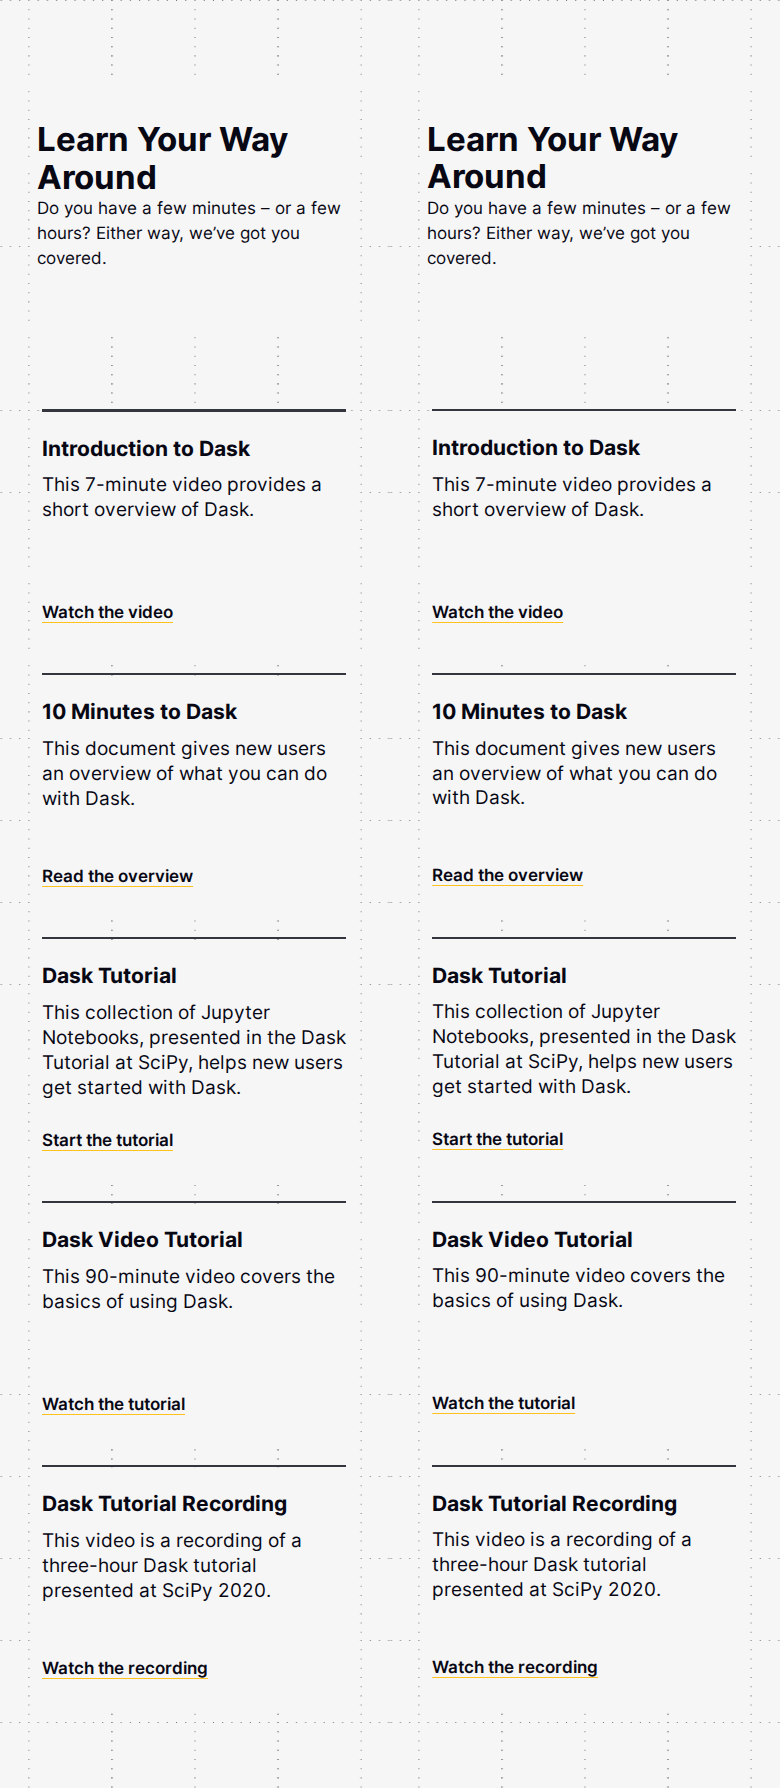 Learn Your Way
Around
Do you have a few minutes – or a few
hours? Either way, we’ve got you
covered.
Introduction to Dask
This 7-minute video provides a
short overview of Dask.
Watch the video
10 Minutes to Dask
This document gives new users
an overview of what you can do
with Dask.
Read the overview
Dask Tutorial
This collection of Jupyter
Notebooks, presented in the Dask
Tutorial at SciPy, helps new users
get started with Dask.
Start the tutorial
Dask Video Tutorial
This 90-minute video covers the
basics of using Dask.
Watch the tutorial
Dask Tutorial Recording
This video is a recording of a
three-hour Dask tutorial
presented at SciPy 2020.
Watch the recording
Learn Your Way
Around
Do you have a few minutes – or a few
hours? Either way, we’ve got you
covered.
Introduction to Dask
This 7-minute video provides a
short overview of Dask.
Watch the video
10 Minutes to Dask
This document gives new users
an overview of what you can do
with Dask.
Read the overview
Dask Tutorial
This collection of Jupyter
Notebooks, presented in the Dask
Tutorial at SciPy, helps new users
get started with Dask.
Start the tutorial
Dask Video Tutorial
This 90-minute video covers the
basics of using Dask.
Watch the tutorial
Dask Tutorial Recording
This video is a recording of a
three-hour Dask tutorial
presented at SciPy 2020.
Watch the recording